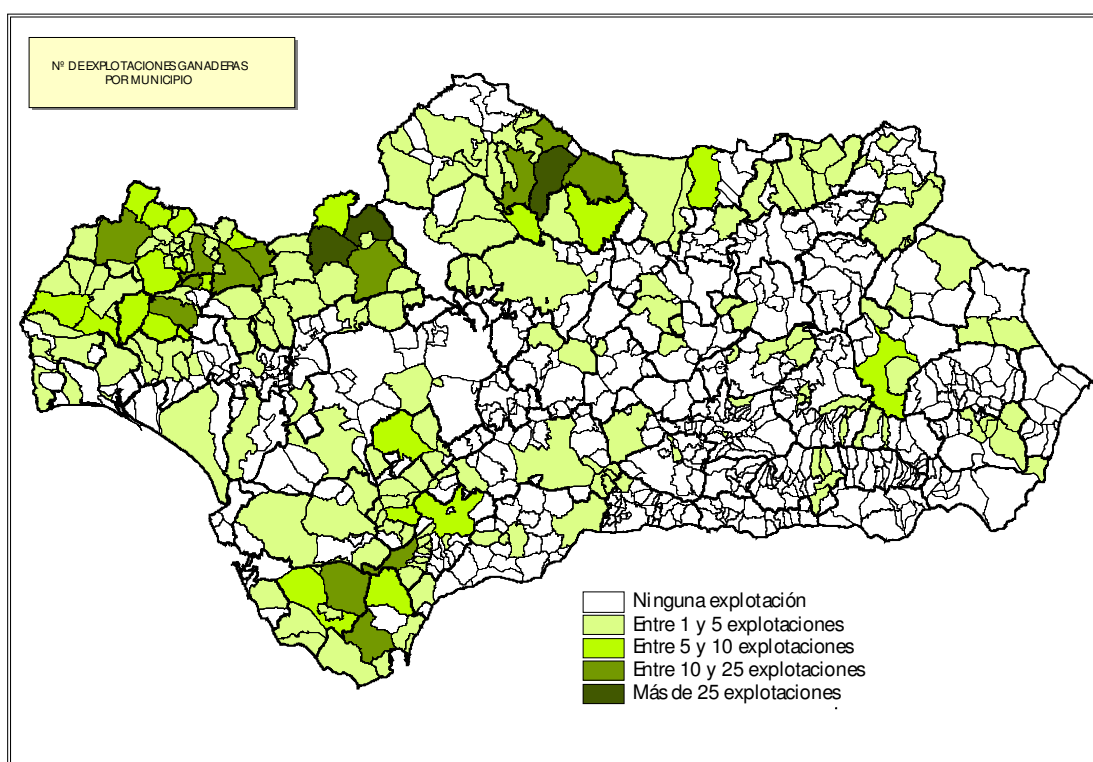 Nº DE EXPLOTACIONES GANADERAS
POR MUNICIPIO
Ninguna explotación
Entre 1 y 5 explotaciones
Entre 5 y 10 explotaciones
Entre 10 y 25 explotaciones
Más de 25 explotaciones